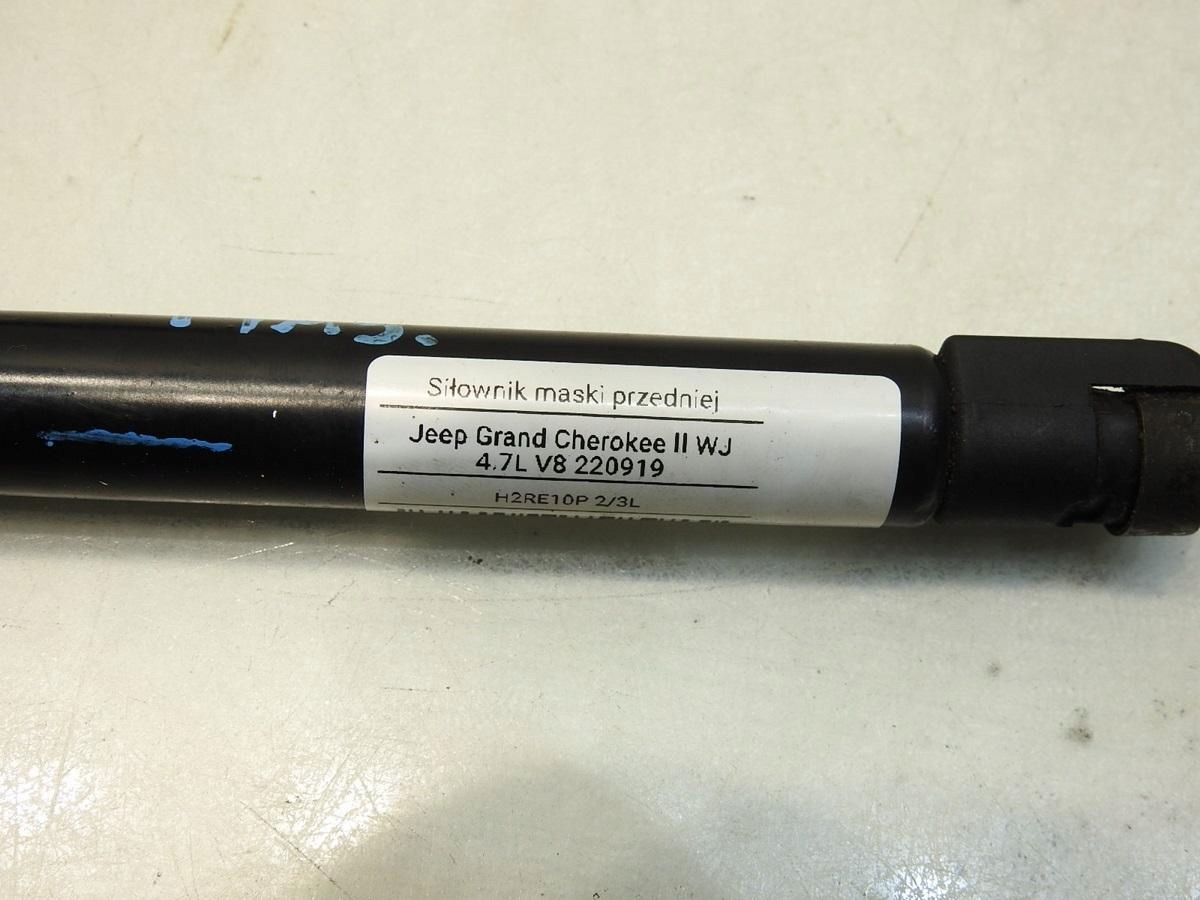 Siłownik maski przedniej
Jeep Grand Cherokee II WJ
4.7L V8 220919
H2RE10P 2/3L